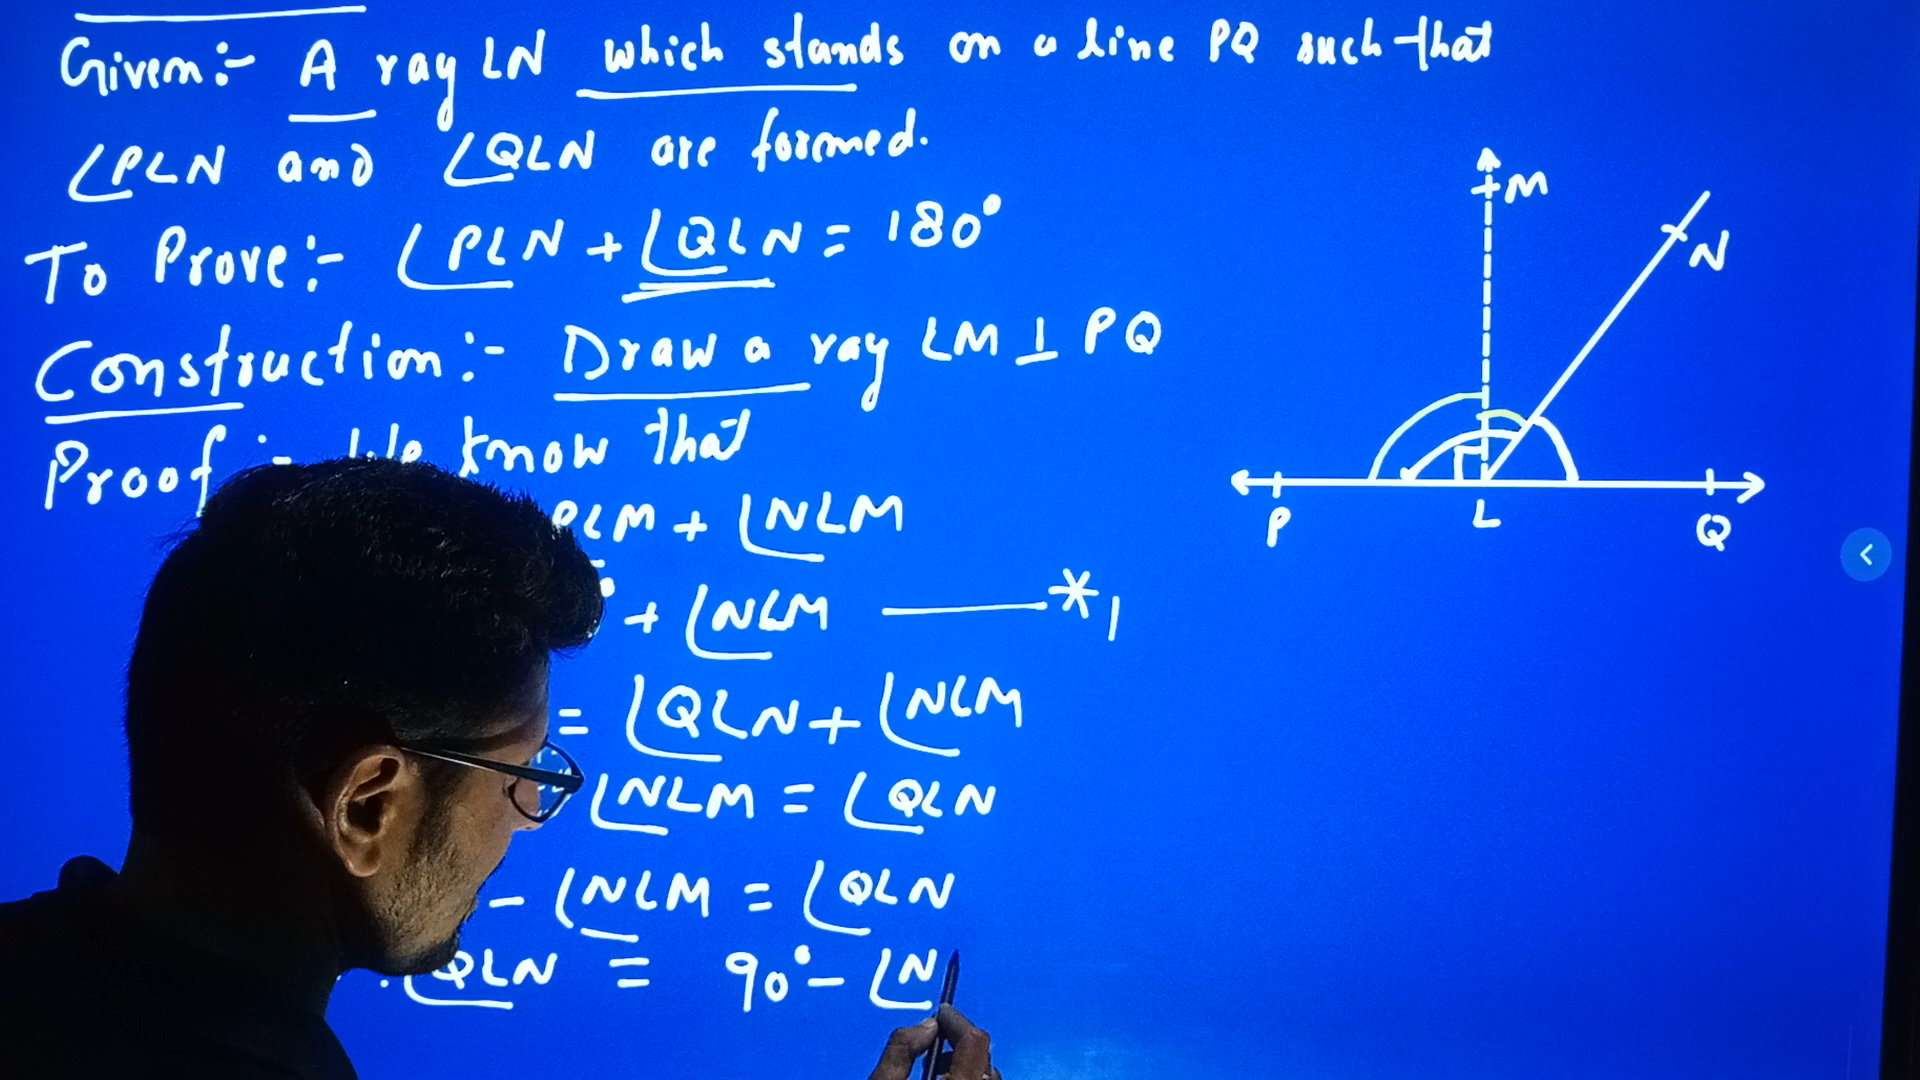 Given:- A ray LN which stands on a line PQ such that
∠PLN and ∠QLN are formed.
To Prove:- ∠PLN + ∠QLN = 180°
Construction:- Draw a ray LM ⊥ PQ
Proof :- We know that
PLM + ∠NLM
° + ∠NLM ——— *1
= ∠QLN + ∠NLM
∠NLM = ∠QLN
- ∠NLM = ∠QLN
∠QLN = 90° - ∠N
M
N
P
L
Q